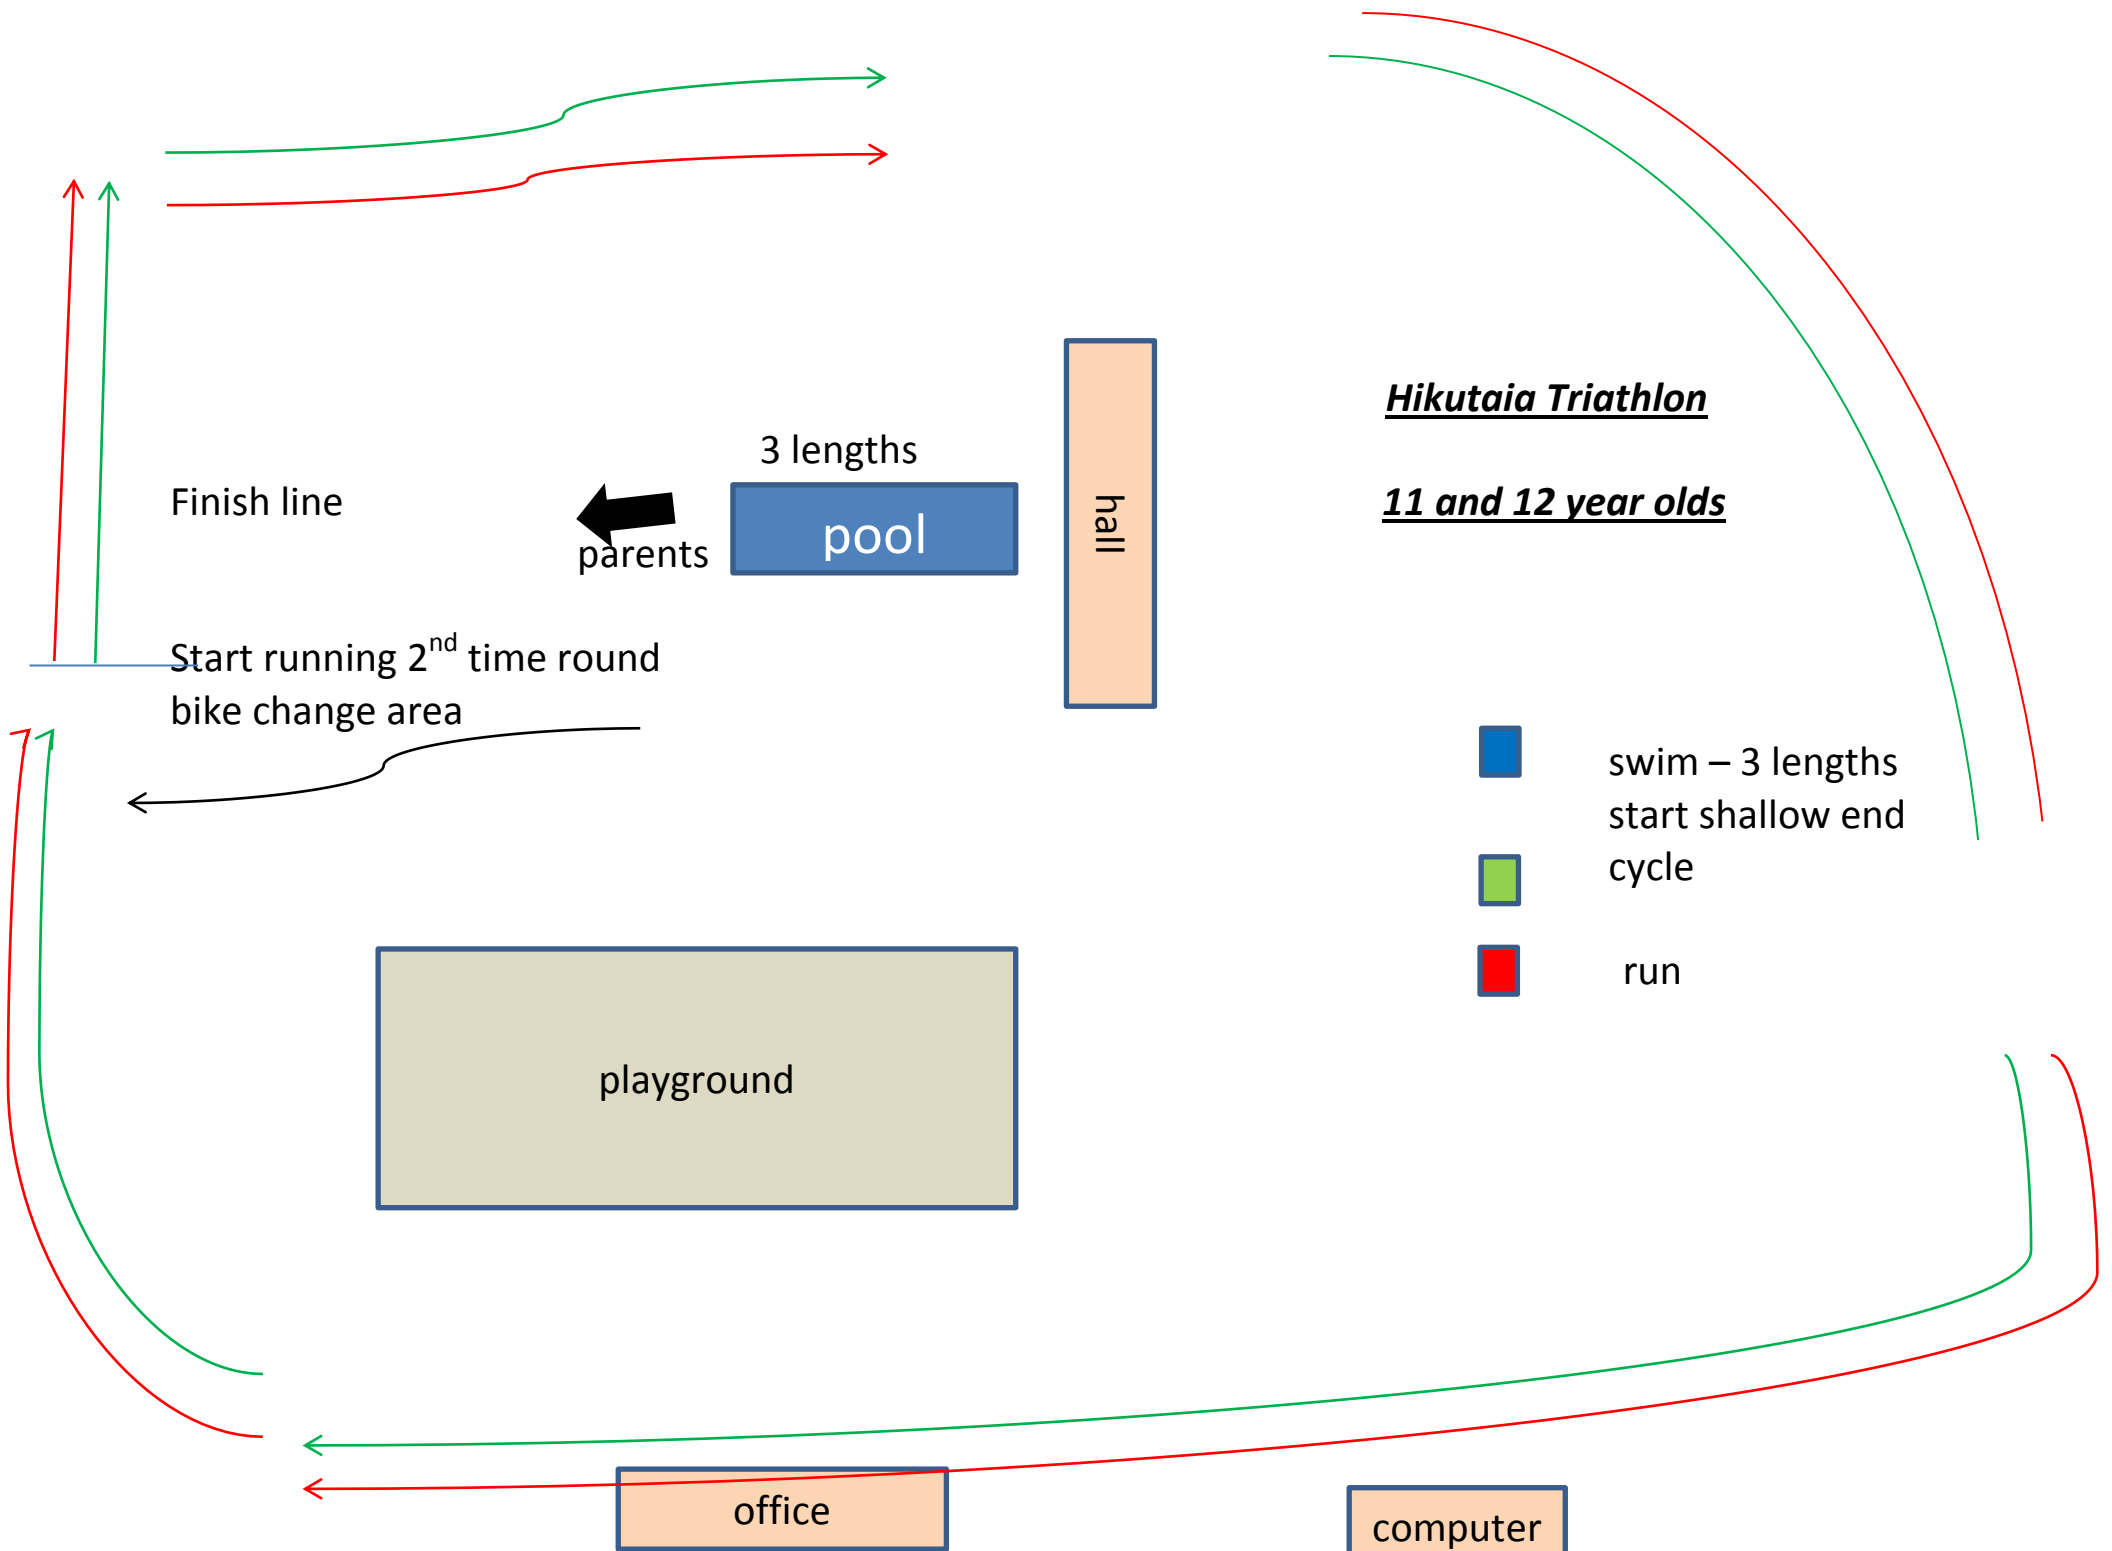 Hikutaia Triathlon
3 lengths
Finish line
11 and 12 year olds
pool
hall
parents
Start running 2nd time round
bike change area
swim – 3 lengths
start shallow end
cycle
run
playground
office
computer